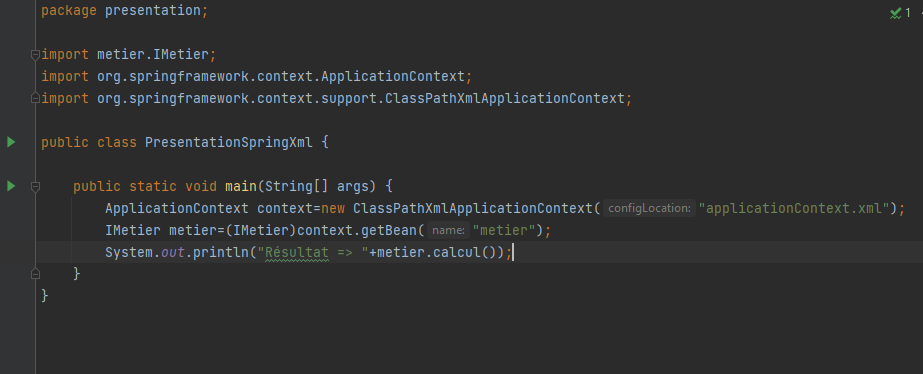 package presentation;
1
import metier.IMetier;
import org.springframework.context.ApplicationContext;
import org.springframework.context.support.ClassPathXmlApplicationContext;
public class PresentationSpringXml {
public static void main(String[] args) {
ApplicationContext context=new ClassPathXmlApplicationContext( configLocation: "applicationContext.xml");
IMetier metier=(IMetier)context.getBean( name: "metier");
System.out.println("Résultat => "+metier.calcul());
}
}